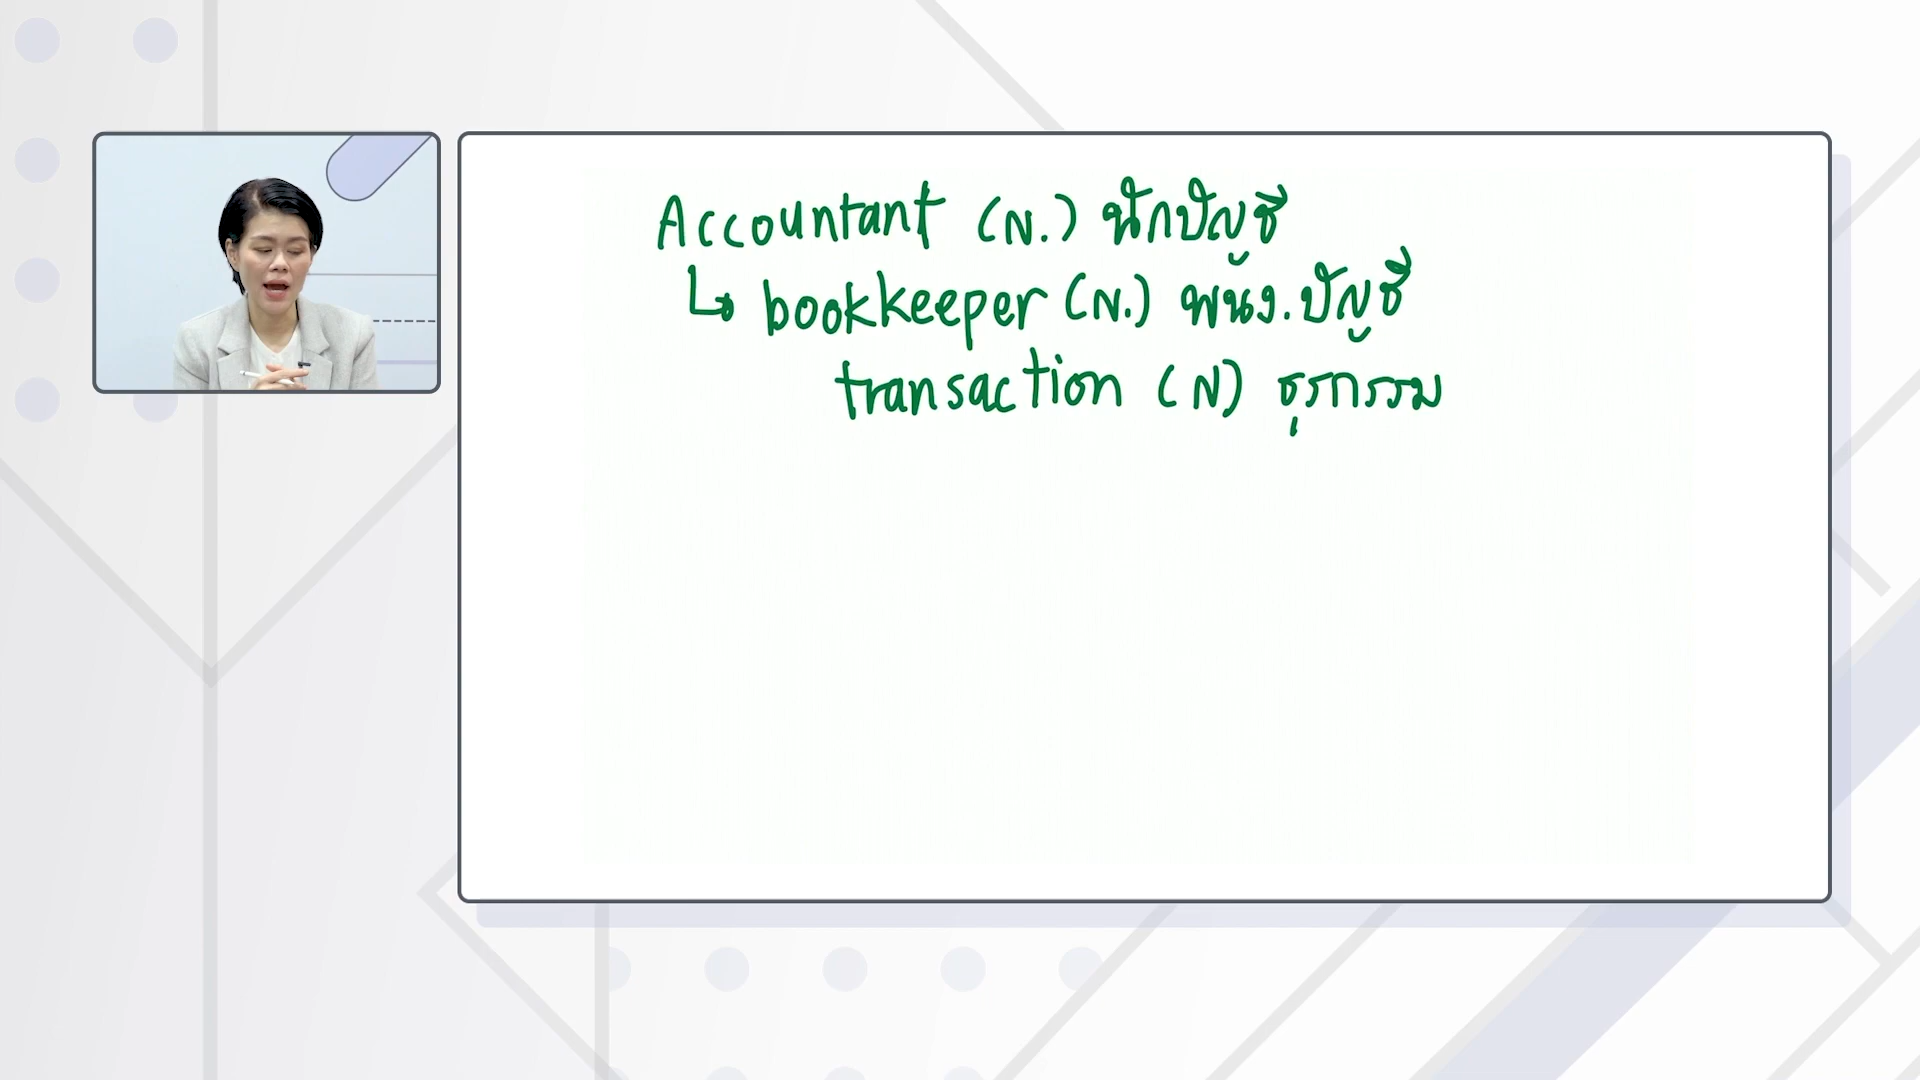 Accountant (N.) นักบัญชี
↳ bookkeeper (N.) พนง.บัญชี
transaction (N) ธุรกรรม